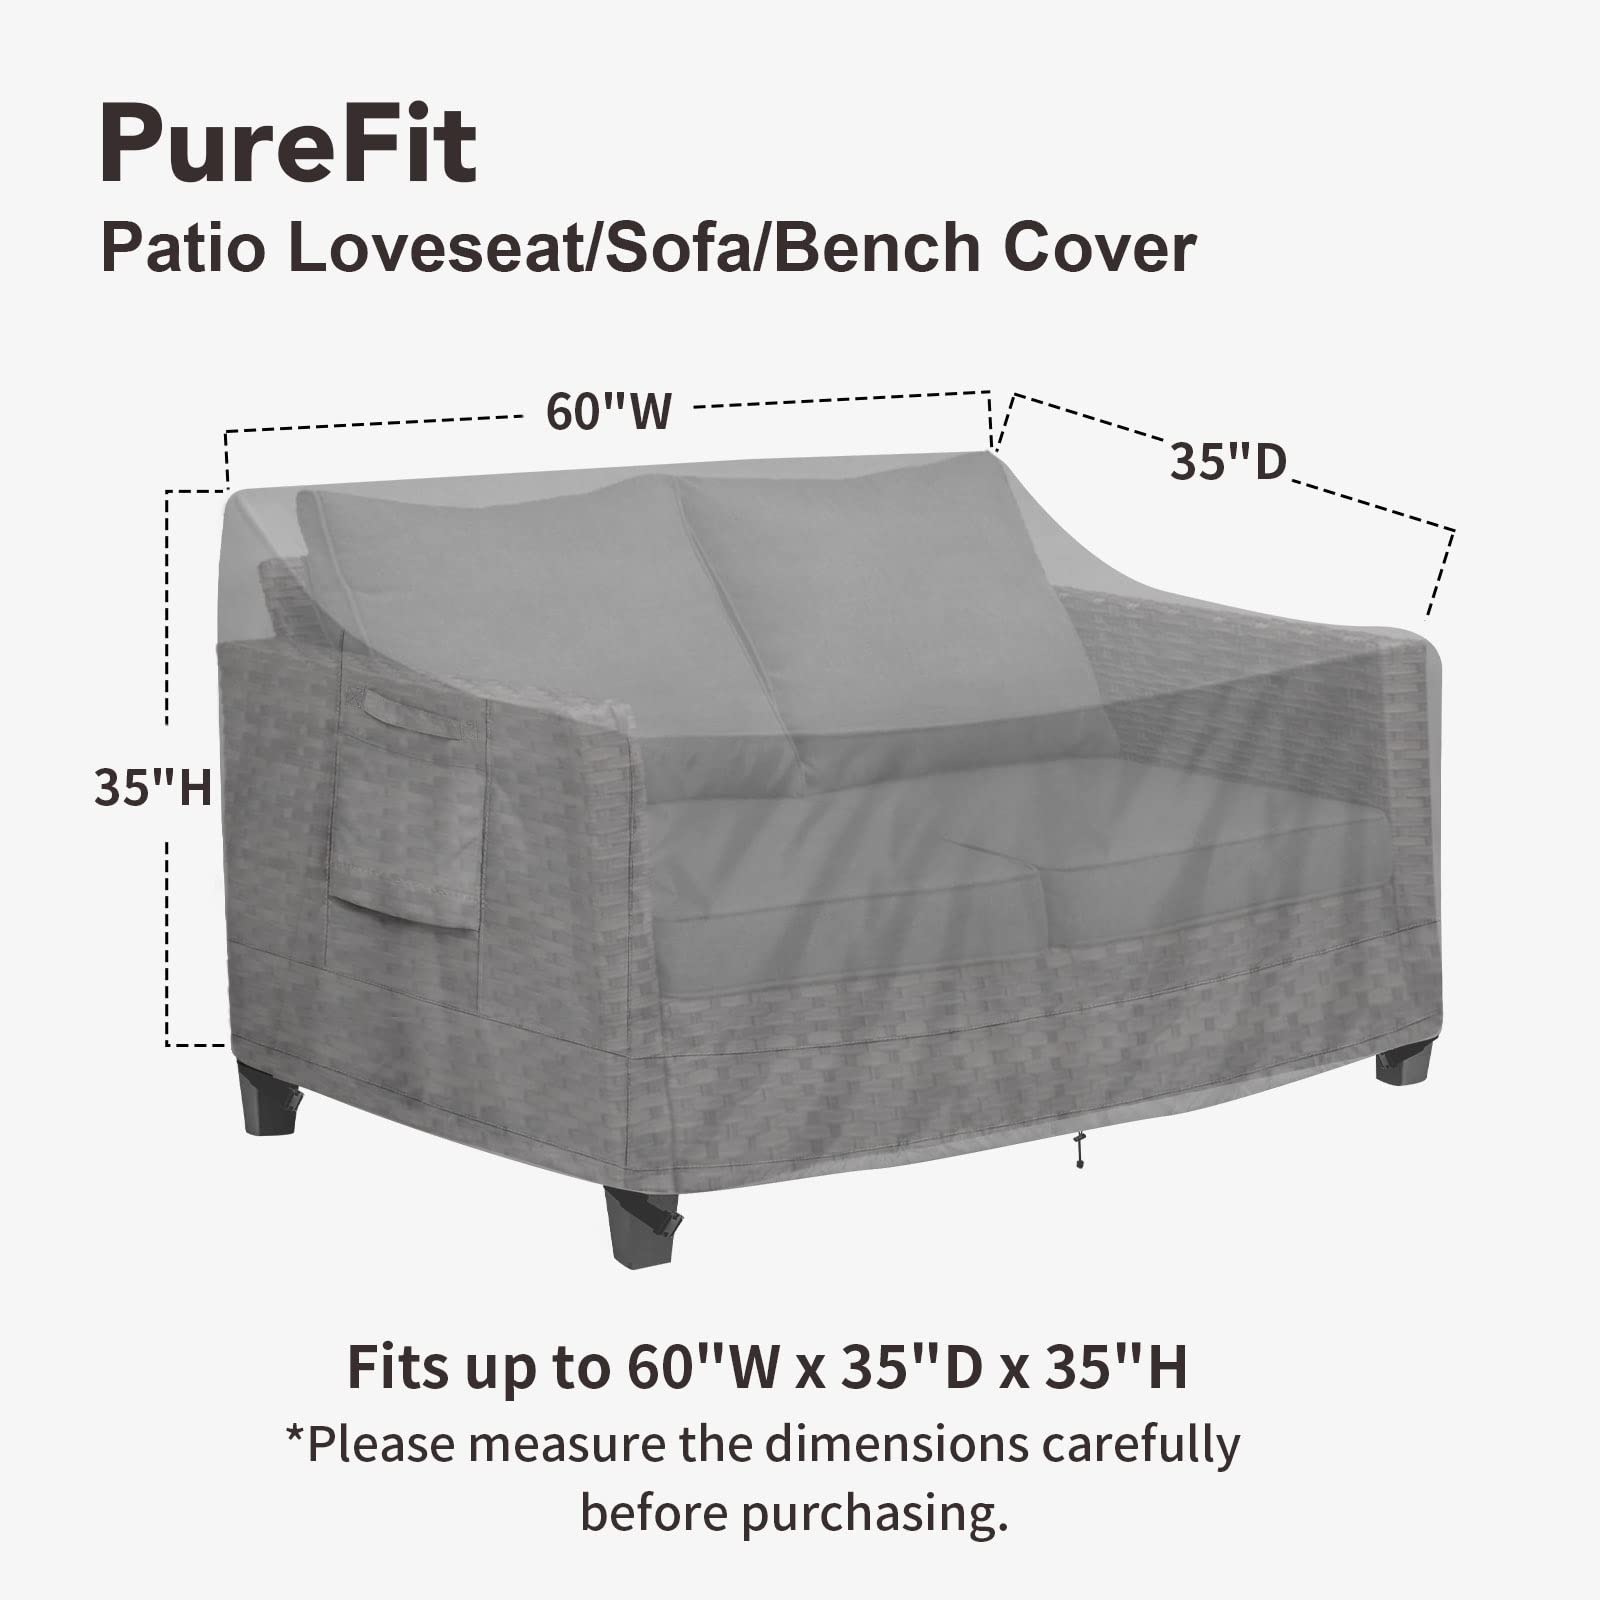 PureFit
Patio Loveseat/Sofa/Bench Cover
60"W
35"D
35"H
Fits up to 60"W x 35"D x 35"H
*Please measure the dimensions carefully
before purchasing.